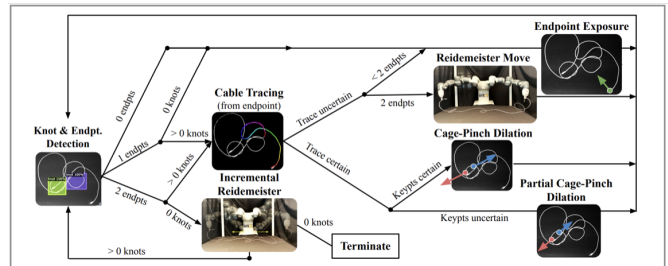 Endpoint Exposure
Reidemeister Move
< 2 endpts
0 endpts
0 knots
Cable Tracing
(from endpoint)
Trace uncertain
2 endpts
Knot & Endpt.
Detection
1 endpts
> 0 knots
Cage-Pinch Dilation
Trace certain
Keypts certain
> 0 knots
Incremental
Reidemeister
Partial Cage-Pinch
Dilation
2 endpts
0 knots
0 knots
Keypts uncertain
Terminate
> 0 knots